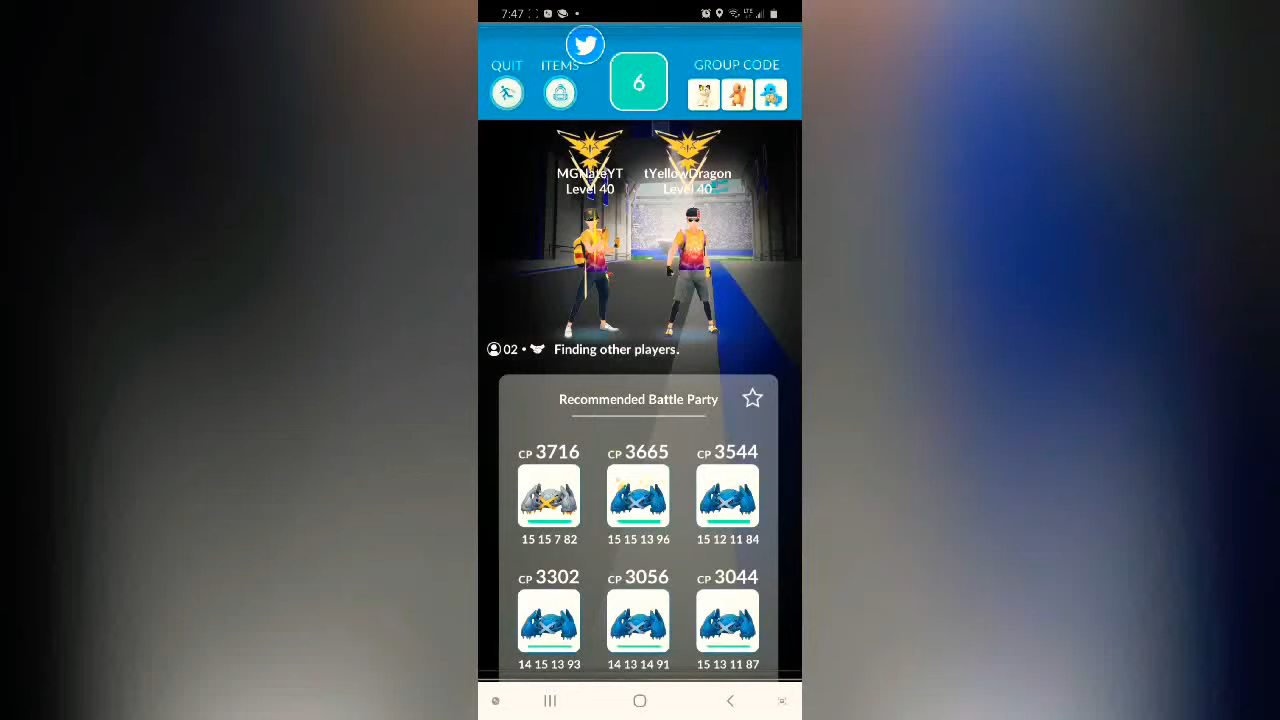 7:47
LTE
QUIT ITEMS
6
GROUP CODE
MGNateYT
Level 40
tYellowDragon
Level 40
02 • Finding other players.
Recommended Battle Party
CP 3716 CP 3665 CP 3544
15 15 7 82 15 15 13 96 15 12 11 84
CP 3302 CP 3056 CP 3044
14 15 13 93 14 13 14 91 15 13 11 87